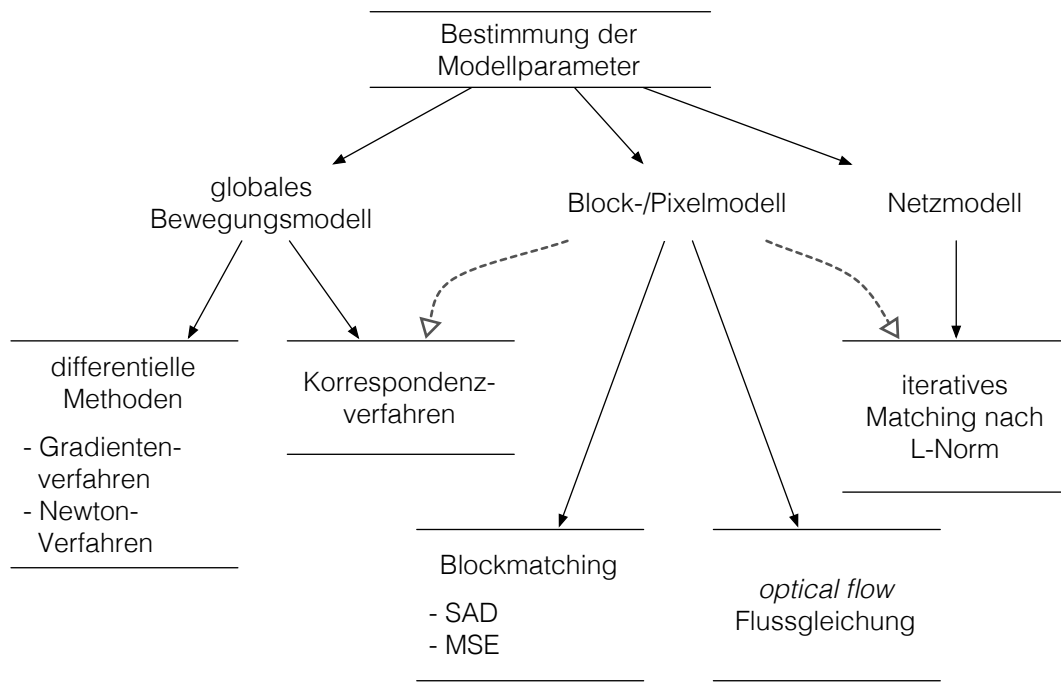 Bestimmung der
Modellparameter
globales
Bewegungsmodell
Block-/Pixelmodell
Netzmodell
differentielle
Methoden
- Gradienten-
verfahren
- Newton-
Verfahren
Korrespondenz-
verfahren
iteratives
Matching nach
L-Norm
Blockmatching
- SAD
- MSE
optical flow
Flussgleichung